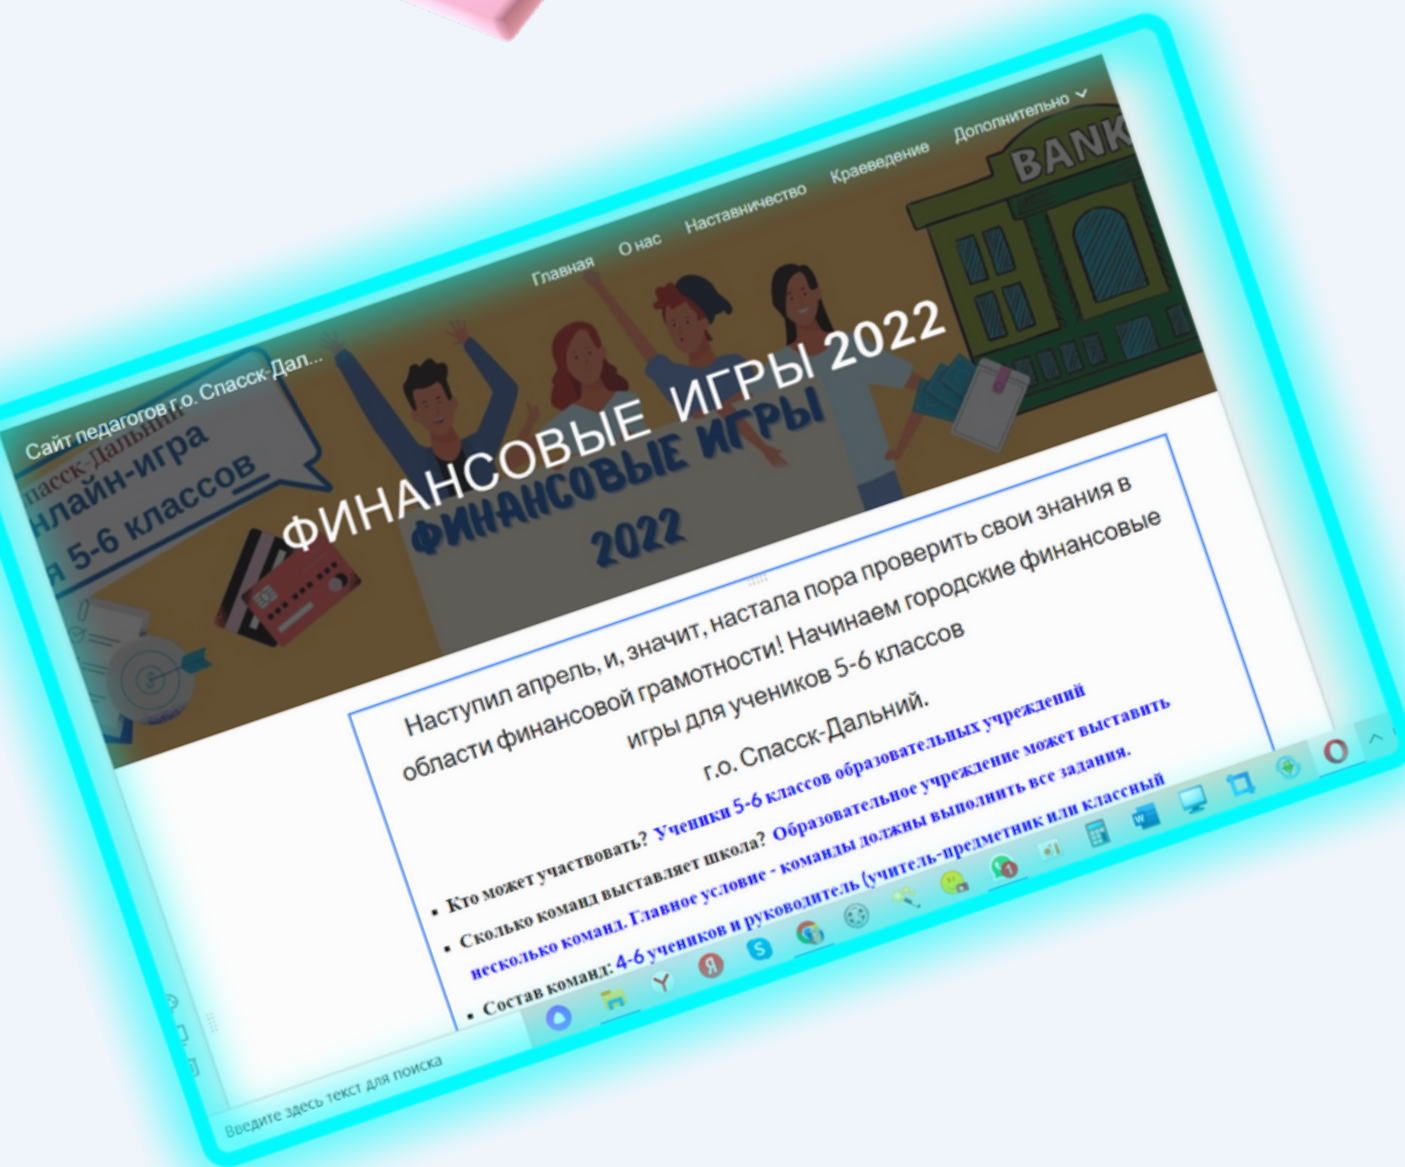 Главная О нас Наставничество Краеведение Дополнительно
BANK
Сайт педагогов г.о. Спасск-Дал...
пасск-Дальний
нлайн-игра
я 5-6 классов
ФИНАНСОВЫЕ ИГРЫ 2022
ФИНАНСОВЫЕ ИГРЫ
2022
Наступил апрель, и, значит, настала пора проверить свои знания в
области финансовой грамотности! Начинаем городские финансовые
игры для учеников 5-6 классов
г.о. Спасск-Дальний.
▪ Кто может участвовать? Ученики 5-6 классов образовательных учреждений
▪ Сколько команд выставляет школа? Образовательное учреждение может выставить
несколько команд. Главное условие - команды должны выполнить все задания.
▪ Состав команд: 4-6 учеников и руководитель (учитель-предметник или классный
Введите здесь текст для поиска